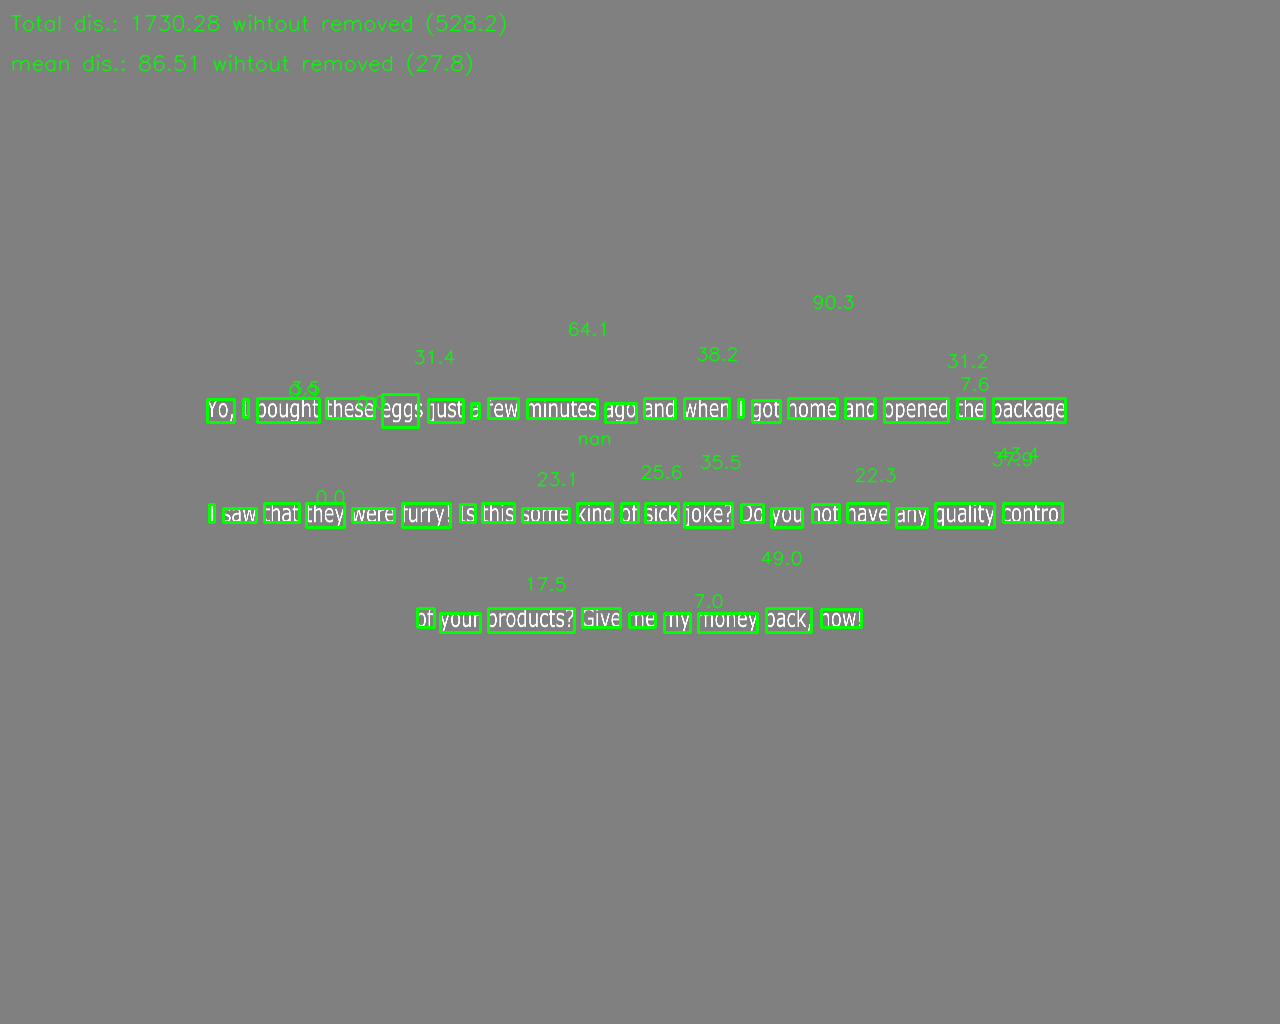 Total dis.: 1730.28 wihtout removed (528.2)
mean dis.: 86.51 wihtout removed (27.8)
90.3
64.1
31.4 38.2 31.2
3.5 7.6
Yo, I bought these eggs just a few minutes ago and when I got home and opened the package
nan
23.1 25.6 35.5 22.3
0.0
I saw that they were furry! Is this some kind of sick joke? Do you not have any quality control
49.0
17.5
7.0
of your products? Give me my money back, now!